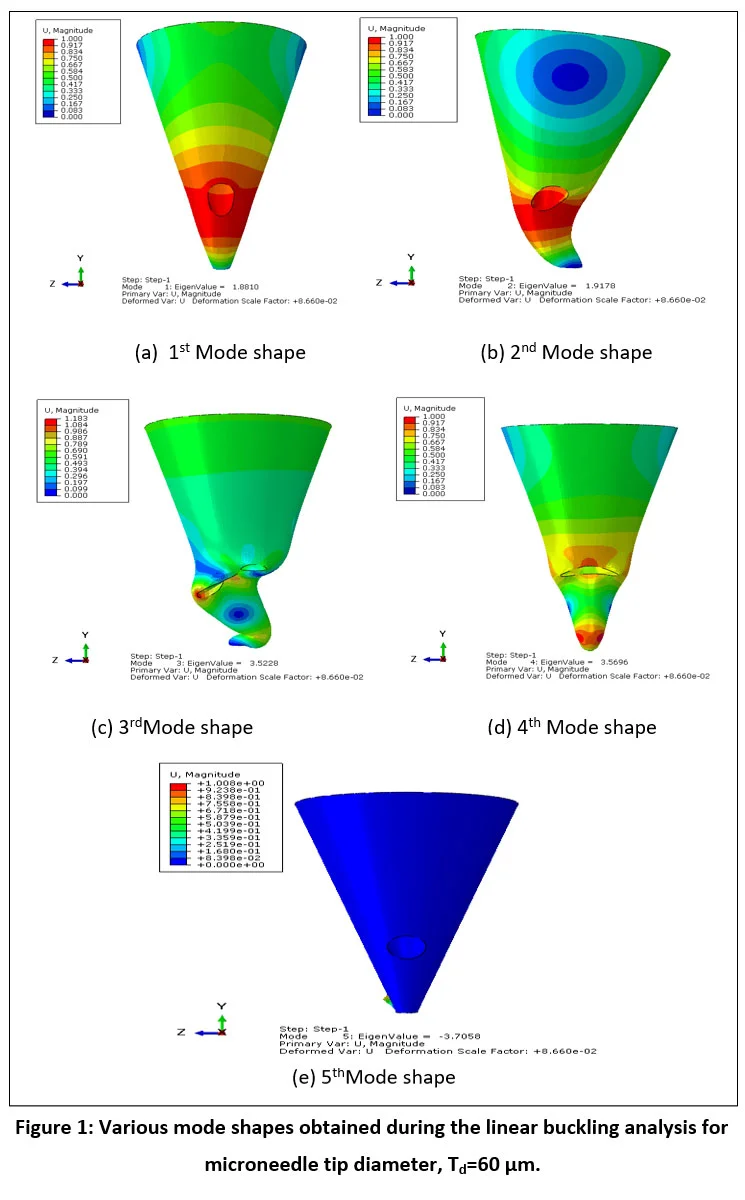 U, Magnitude
1.000
0.917
0.834
0.750
0.667
0.584
0.500
0.417
0.333
0.250
0.167
0.083
0.000
Y
Z
X
Step: Step-1
Mode 1: EigenValue = 1.8810
Primary Var: U, Magnitude
Deformed Var: U Deformation Scale Factor: +8.660e-02
(a) 1st Mode shape
U, Magnitude
1.000
0.917
0.834
0.750
0.667
0.583
0.500
0.417
0.333
0.250
0.167
0.083
0.000
Y
Z
X
Step: Step-1
Mode 2: EigenValue = 1.9178
Primary Var: U, Magnitude
Deformed Var: U Deformation Scale Factor: +8.660e-02
(b) 2nd Mode shape
U, Magnitude
1.183
1.084
0.986
0.887
0.789
0.690
0.591
0.493
0.394
0.296
0.197
0.099
0.000
Y
Z
X
Step: Step-1
Mode 3: EigenValue = 3.5228
Primary Var: U, Magnitude
Deformed Var: U Deformation Scale Factor: +8.660e-02
(c) 3rdMode shape
U, Magnitude
1.000
0.917
0.834
0.750
0.667
0.584
0.500
0.417
0.333
0.250
0.167
0.083
0.000
Y
Z
X
Step: Step-1
Mode 4: EigenValue = 3.5696
Primary Var: U, Magnitude
Deformed Var: U Deformation Scale Factor: +8.660e-02
(d) 4th Mode shape
U, Magnitude
+1.008e+00
+9.238e-01
+8.398e-01
+7.558e-01
+6.718e-01
+5.879e-01
+5.039e-01
+4.199e-01
+3.359e-01
+2.519e-01
+1.680e-01
+8.398e-02
+0.000e+00
Y
Z
X
Step: Step-1
Mode 5: EigenValue = -3.7058
Primary Var: U, Magnitude
Deformed Var: U Deformation Scale Factor: +8.660e-02
(e) 5thMode shape
Figure 1: Various mode shapes obtained during the linear buckling analysis for
microneedle tip diameter, Td=60 μm.